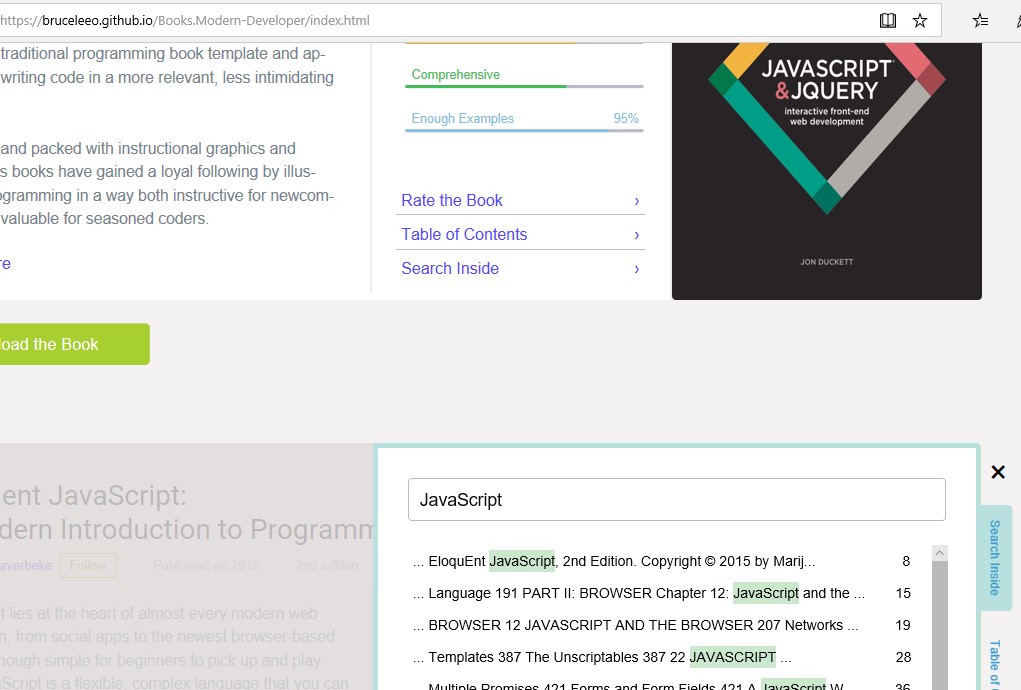 https://bruceleeo.github.io/Books.Modern-Developer/index.html
traditional programming book template and ap-
writing code in a more relevant, less intimidating
and packed with instructional graphics and
s books have gained a loyal following by illus-
ogramming in a way both instructive for newcom-
valuable for seasoned coders.
re
Comprehensive
Enough Examples 95%
Rate the Book ›
Table of Contents ›
Search Inside ›
JAVASCRIPT
&JQUERY
interactive front-end
web development
JON DUCKETT
load the Book
ent JavaScript:
dern Introduction to Programm
averbeke Follow Published on 2015 2nd edition
t lies at the heart of almost every modern web
n, from social apps to the newest browser-based
nough simple for beginners to pick up and play
aScript is a flexible, complex language that you can
JavaScript
... EloquEnt JavaScript, 2nd Edition. Copyright © 2015 by Marij... 8
... Language 191 PART II: BROWSER Chapter 12: JavaScript and the ... 15
... BROWSER 12 JAVASCRIPT AND THE BROWSER 207 Networks ... 19
... Templates 387 The Unscriptables 387 22 JAVASCRIPT ... 28
Multiple Promises 421 Forms and Form Fields 421 A JavaScript W 36
Search Inside
Table of